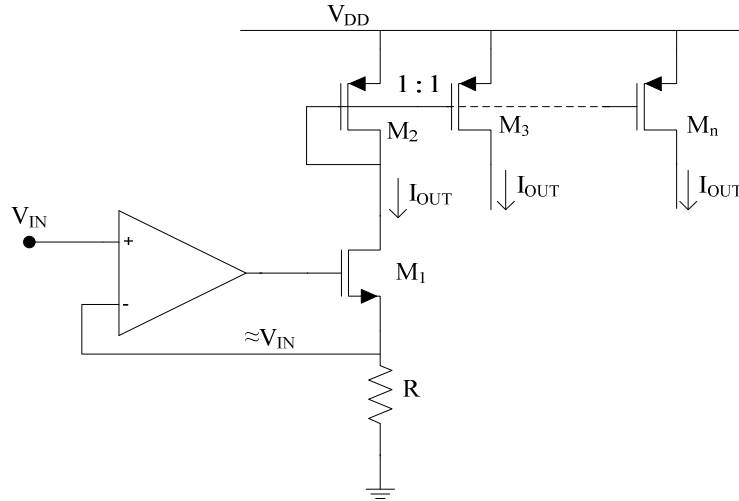 V_DD
1 : 1
M_2
M_3
M_n
I_OUT
I_OUT
I_OUT
V_IN
+
-
M_1
≈V_IN
R